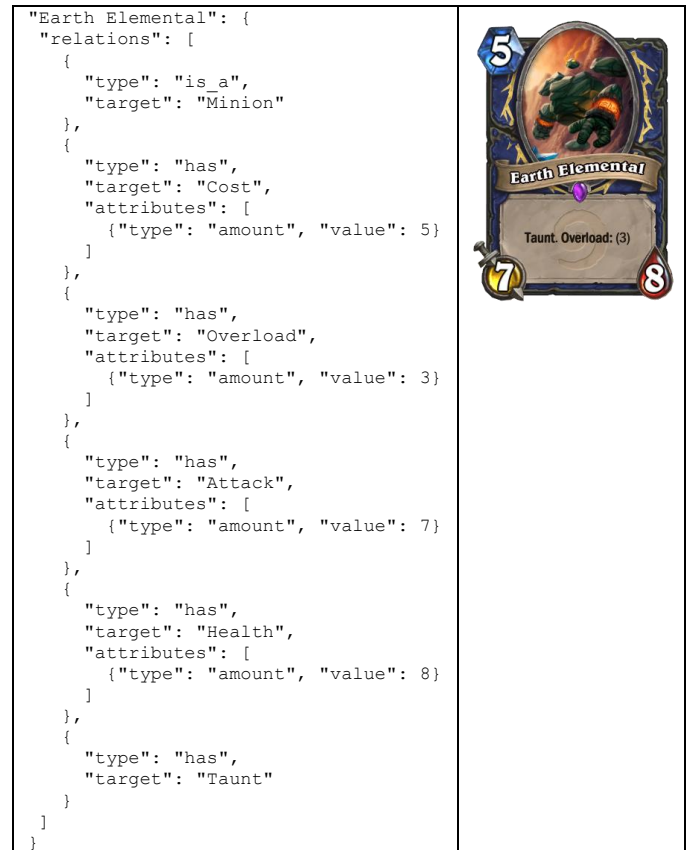 "Earth Elemental": {
"relations": [
{
"type": "is_a",
"target": "Minion"
},
{
"type": "has",
"target": "Cost",
"attributes": [
{"type": "amount", "value": 5}
]
},
{
"type": "has",
"target": "Overload",
"attributes": [
{"type": "amount", "value": 3}
]
},
{
"type": "has",
"target": "Attack",
"attributes": [
{"type": "amount", "value": 7}
]
},
{
"type": "has",
"target": "Health",
"attributes": [
{"type": "amount", "value": 8}
]
},
{
"type": "has",
"target": "Taunt"
}
]
}
5
Earth Elemental
Taunt. Overload: (3)
7 8